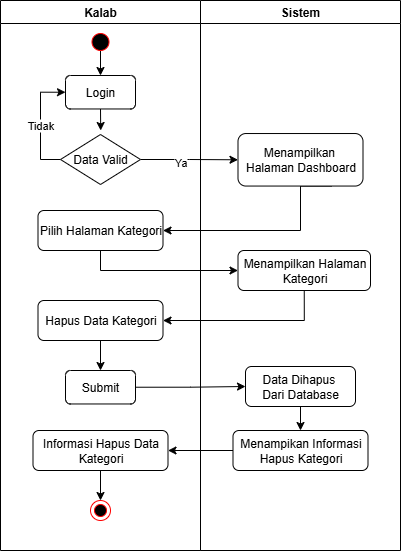 Kalab
Sistem
Login
Tidak
Data Valid
Ya
Menampilkan
Halaman Dashboard
Pilih Halaman Kategori
Menampilkan Halaman
Kategori
Hapus Data Kategori
Submit
Data Dihapus
Dari Database
Menampikan Informasi
Hapus Kategori
Informasi Hapus Data
Kategori